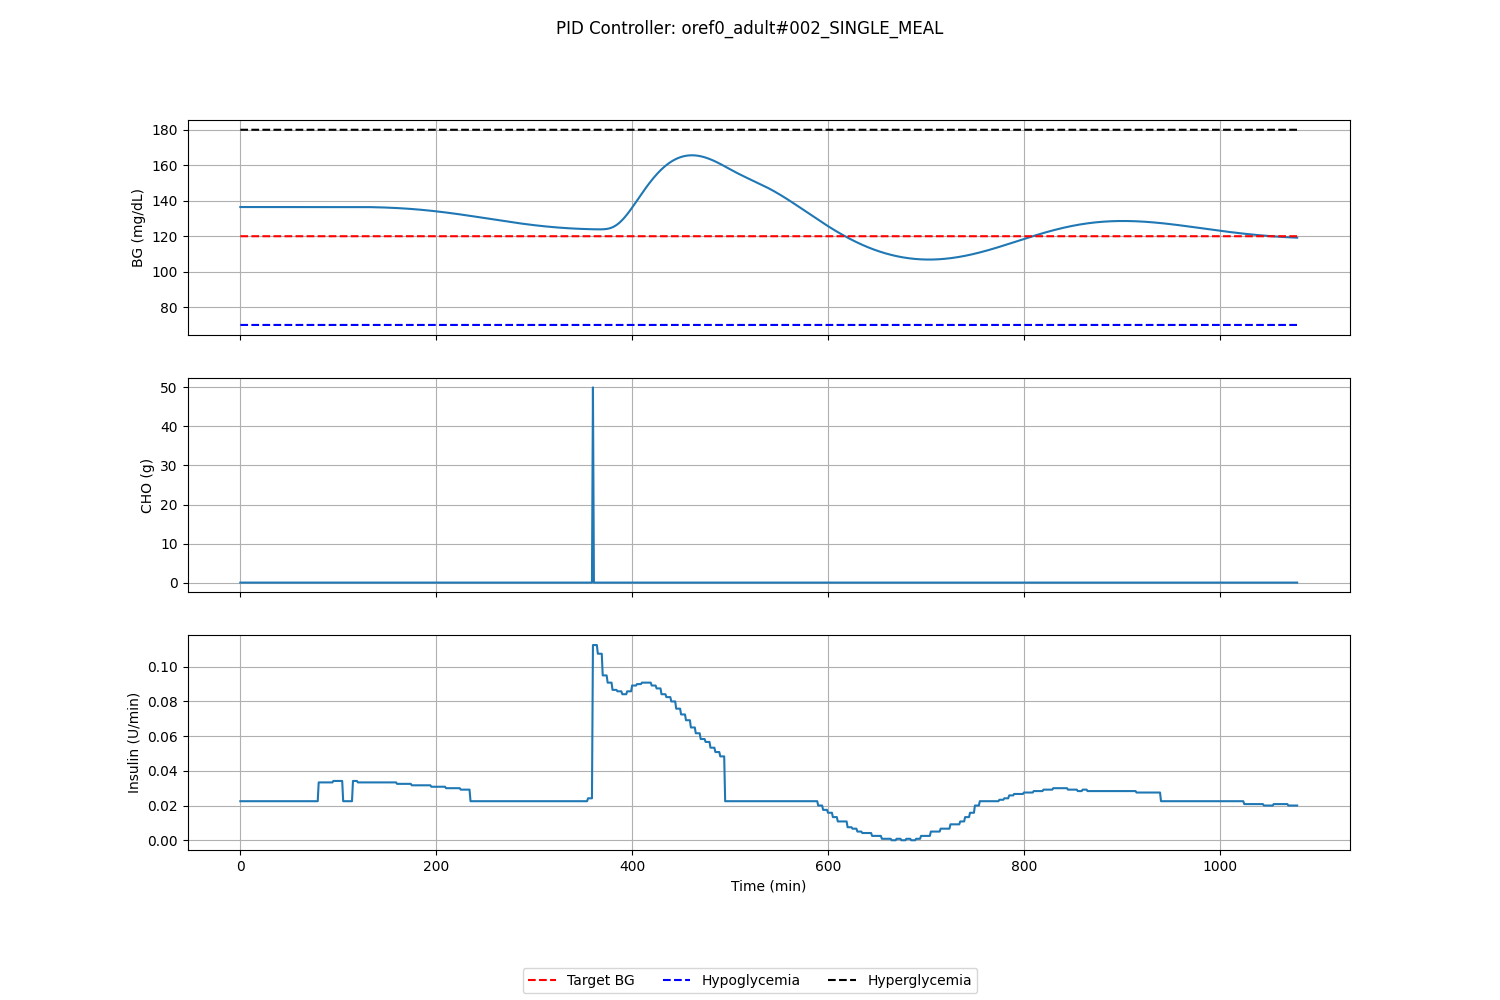 PID Controller: oref0_adult#002_SINGLE_MEAL
180
160
140
120
100
80
BG (mg/dL)
50
40
30
20
10
0
CHO (g)
0.10
0.08
0.06
0.04
0.02
0.00
Insulin (U/min)
0 200 400 600 800 1000
Time (min)
Target BG Hypoglycemia Hyperglycemia